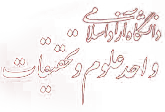 دانشگاه آزاد اسلامی
واحد علوم و تحقیقات